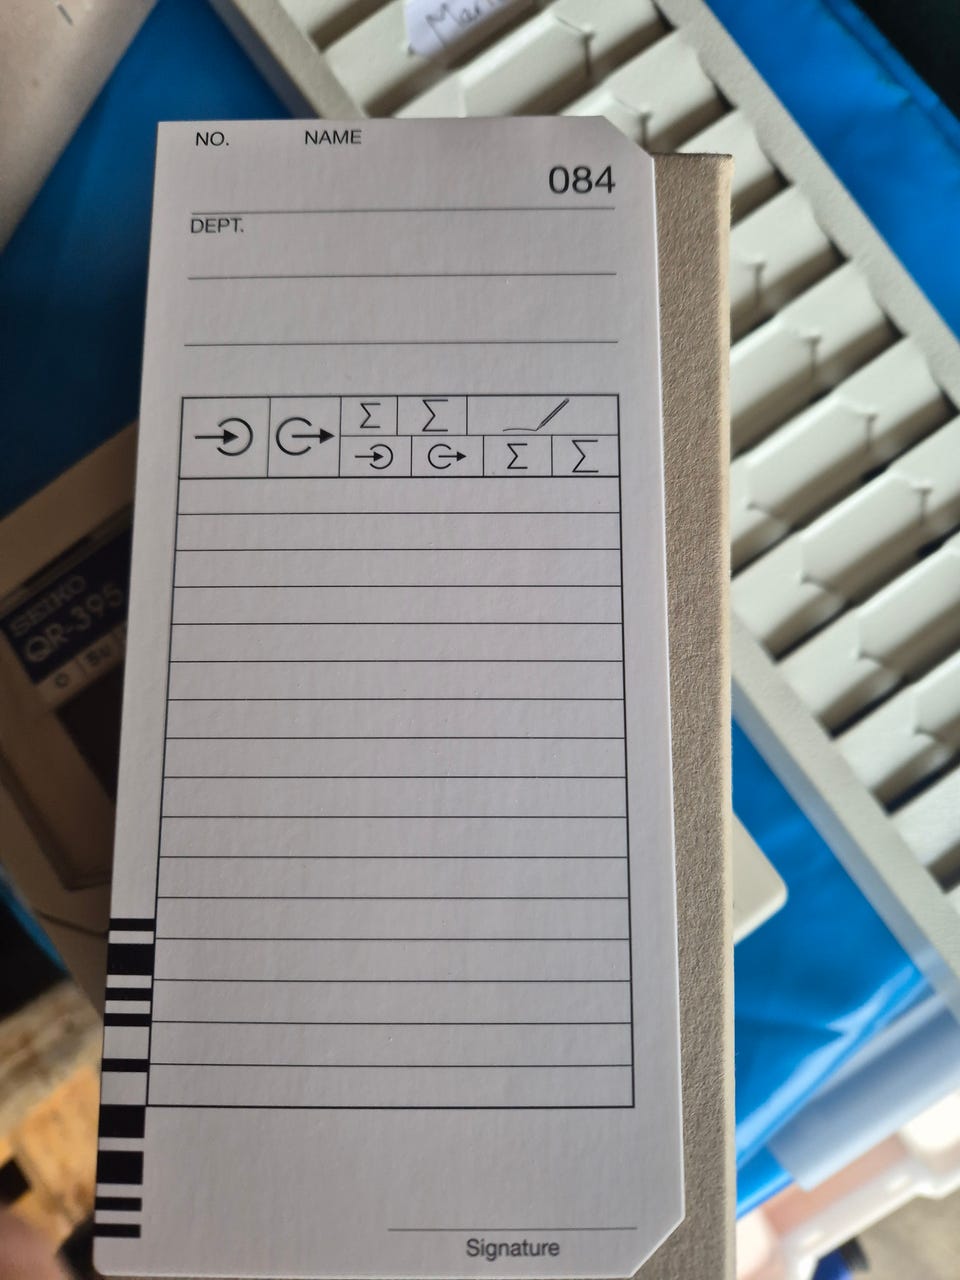 NO. NAME
084
DEPT.
Σ Σ
Σ Σ
SEIKO
QR-395
Signature